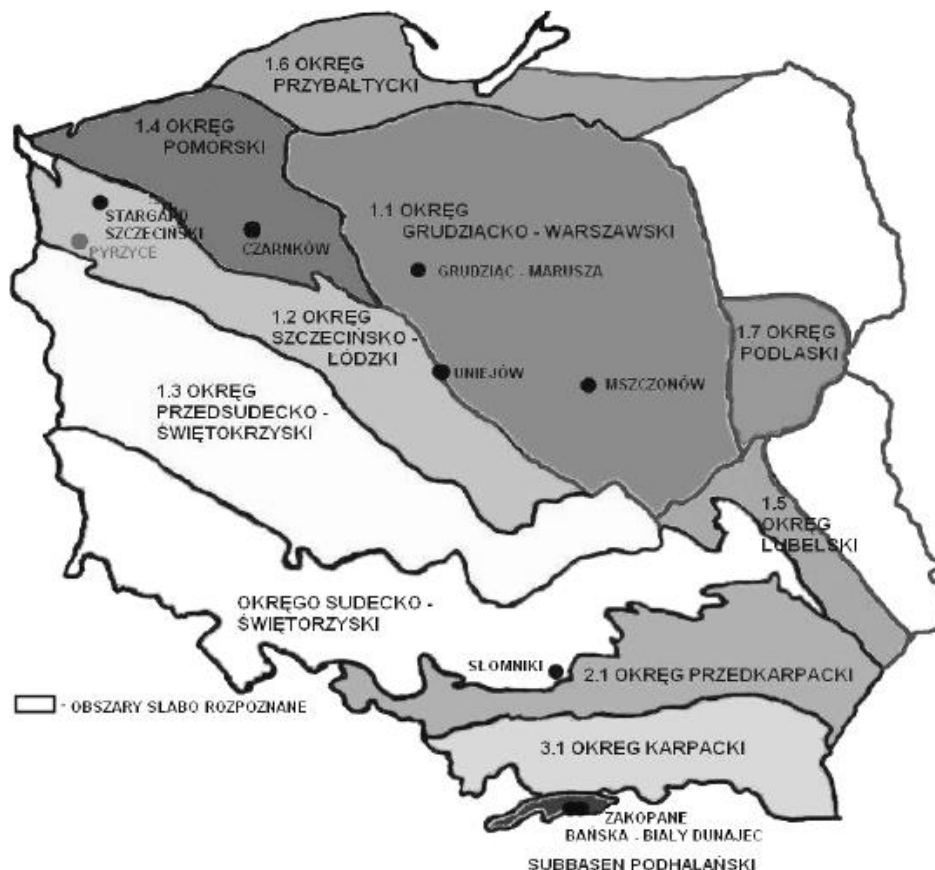 1.6 OKRĘG
PRZYBAŁTYCKI
1.4 OKRĘG
POMORSKI
1.1 OKRĘG
GRUDZIACKO - WARSZAWSKI
STARGARD
SZCZECIŃSKI
PYRZYCE
CZARNKÓW
GRUDZIĄC - MARUSZA
1.2 OKRĘG
SZCZECIŃSKO -
ŁÓDZKI
1.7 OKRĘG
PODLASKI
UNIEJÓW
MSZCZONÓW
1.3 OKRĘG
PRZEDSUDECKO -
ŚWIĘTOKRZYSKI
1.5
OKRĘG
LUBELSKI
OKRĘGO SUDECKO -
ŚWIĘTORZYSKI
SŁOMNIKI
2.1 OKRĘG PRZEDKARPACKI
- OBSZARY SŁABO ROZPOZNANE
3.1 OKREG KARPACKI
ZAKOPANE
BAŃSKA - BIAŁY DUNAJEC
SUBBASEN PODHALAŃSKI